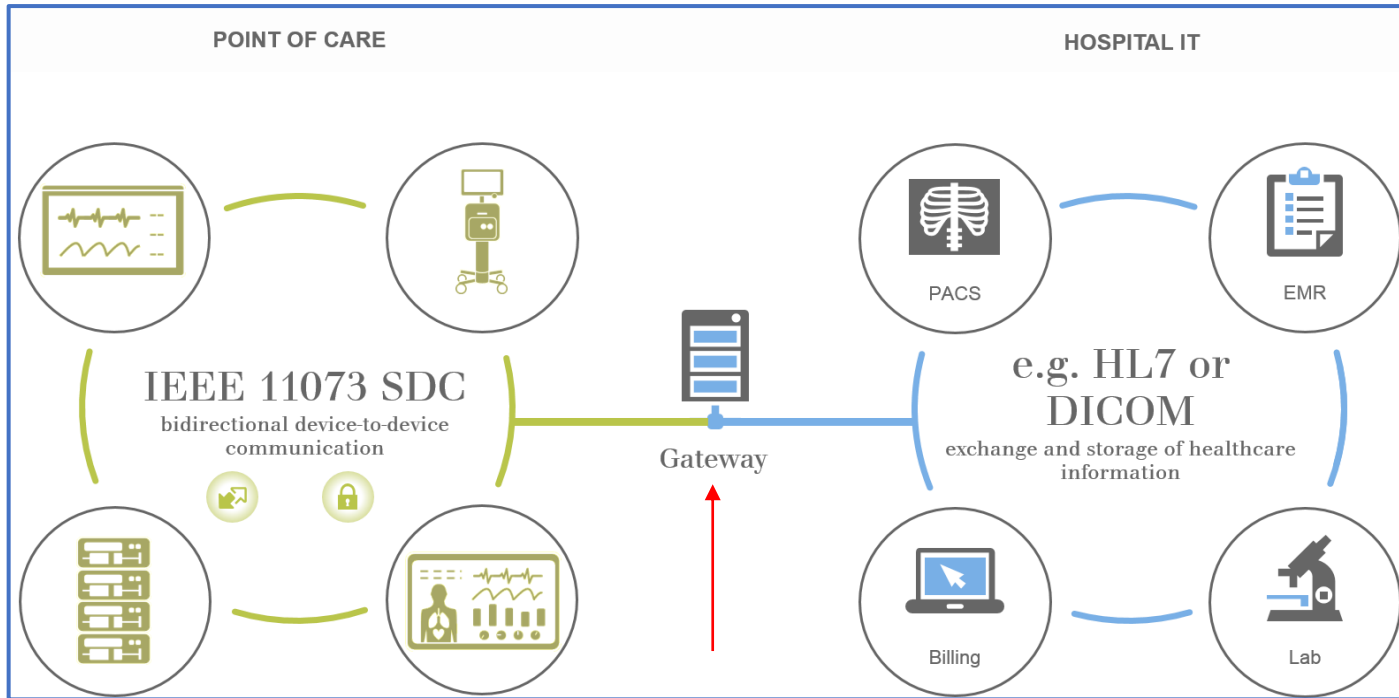 POINT OF CARE
HOSPITAL IT
IEEE 11073 SDC
bidirectional device-to-device
communication
Gateway
PACS
EMR
e.g. HL7 or
DICOM
exchange and storage of healthcare
information
Billing
Lab